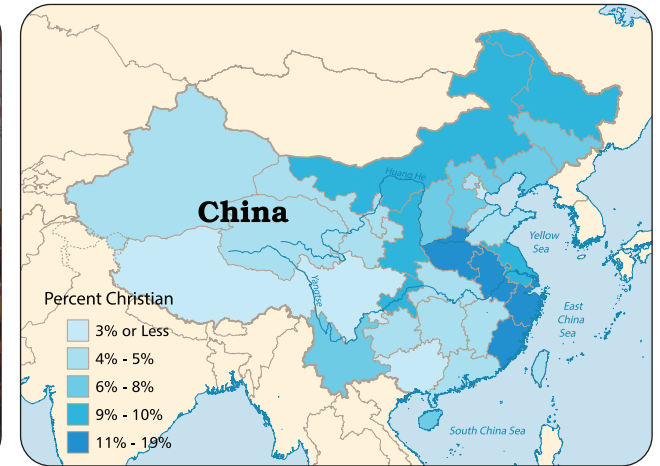 Huang He
China
Yellow
Sea
Yangtse
East
China
Sea
Percent Christian
3% or Less
4% - 5%
6% - 8%
9% - 10%
11% - 19%
South China Sea